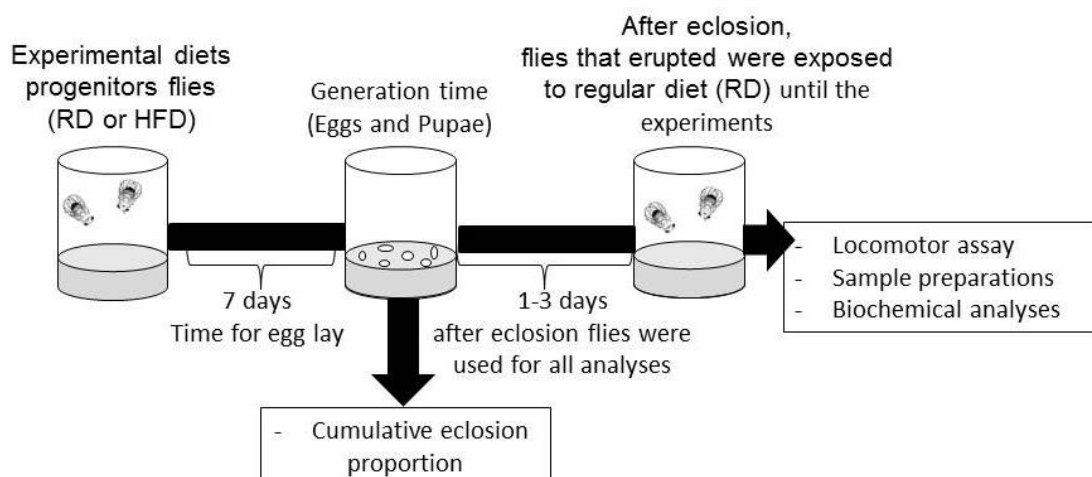 Experimental diets
progenitors flies
(RD or HFD)
Generation time
(Eggs and Pupae)
After eclosion,
flies that erupted were exposed
to regular diet (RD) until the
experiments
7 days
Time for egg lay
1-3 days
after eclosion flies were
used for all analyses
- Locomotor assay
- Sample preparations
- Biochemical analyses
- Cumulative eclosion
proportion